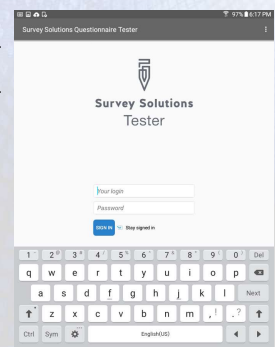 97% 6:17 PM
Survey Solutions Questionnaire Tester
Survey Solutions
Tester
Your login
Password
SIGN IN Stay signed in
1 2 @ 3 # 4 / 5 % 6 ^ 7 & 8 * 9 ( 0 ) Del
q w e r t y u i o p
a s d f g h j k l Next
z x c v b n m , ! . ?
Ctrl Sym English(US)